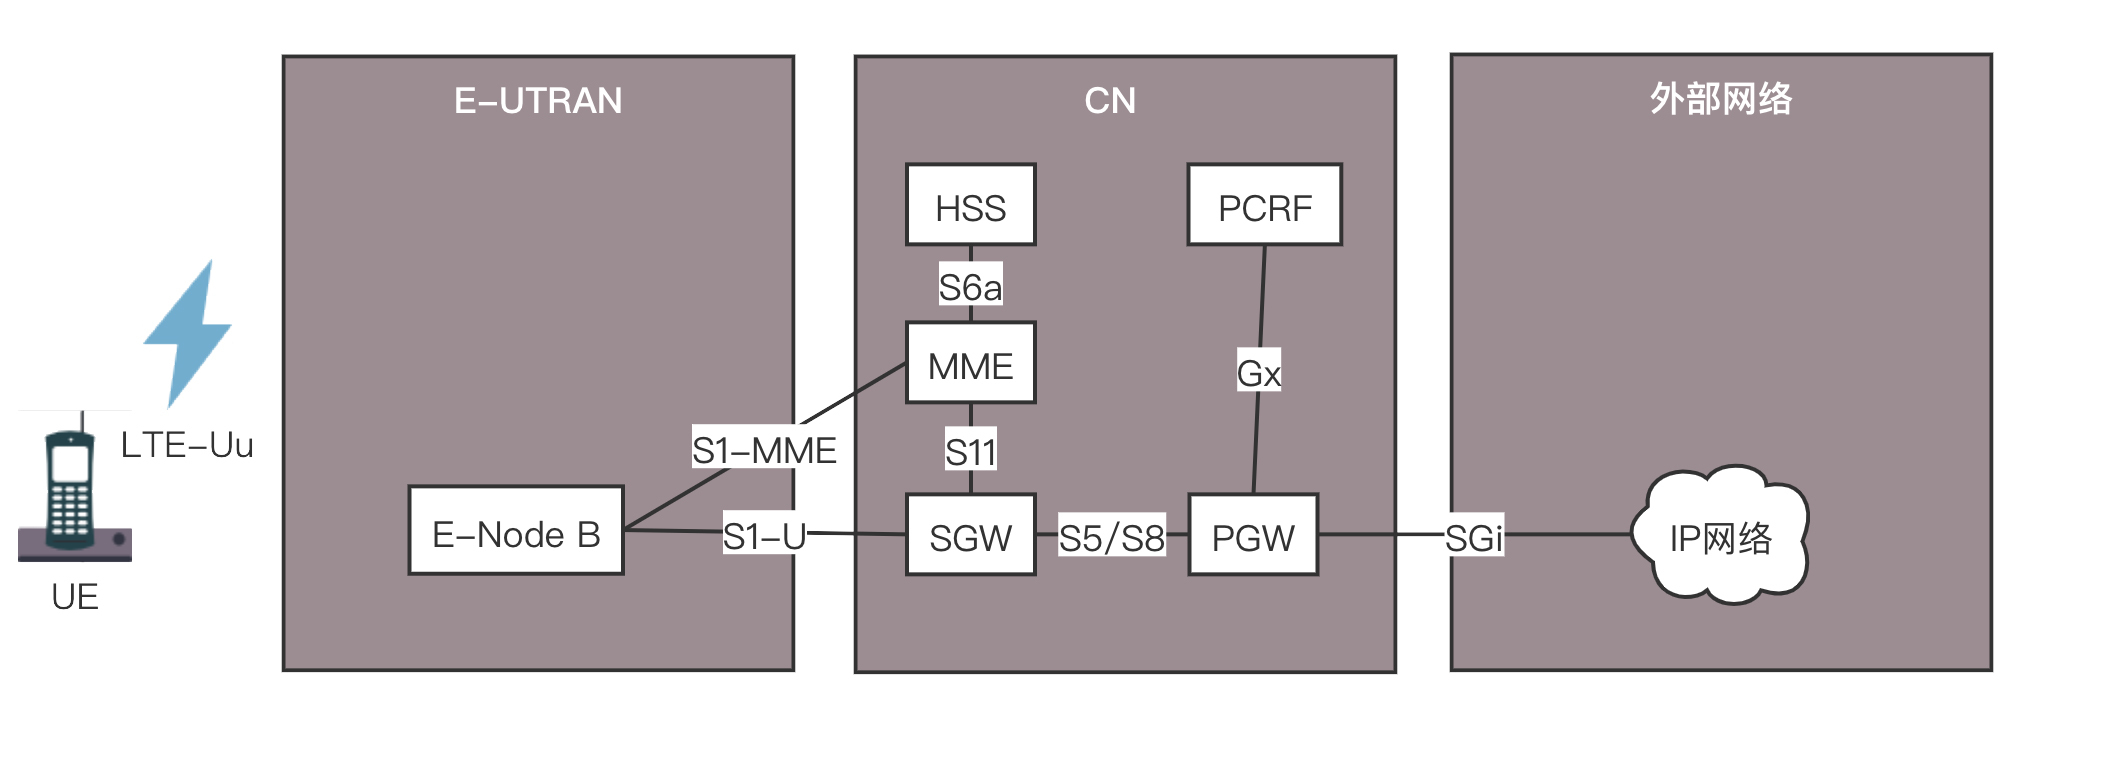 E-UTRAN
CN
外部网络
HSS
PCRF
S6a
MME
Gx
LTE-Uu
S1-MME
S11
E-Node B
S1-U
SGW
S5/S8
PGW
SGi
IP网络
UE